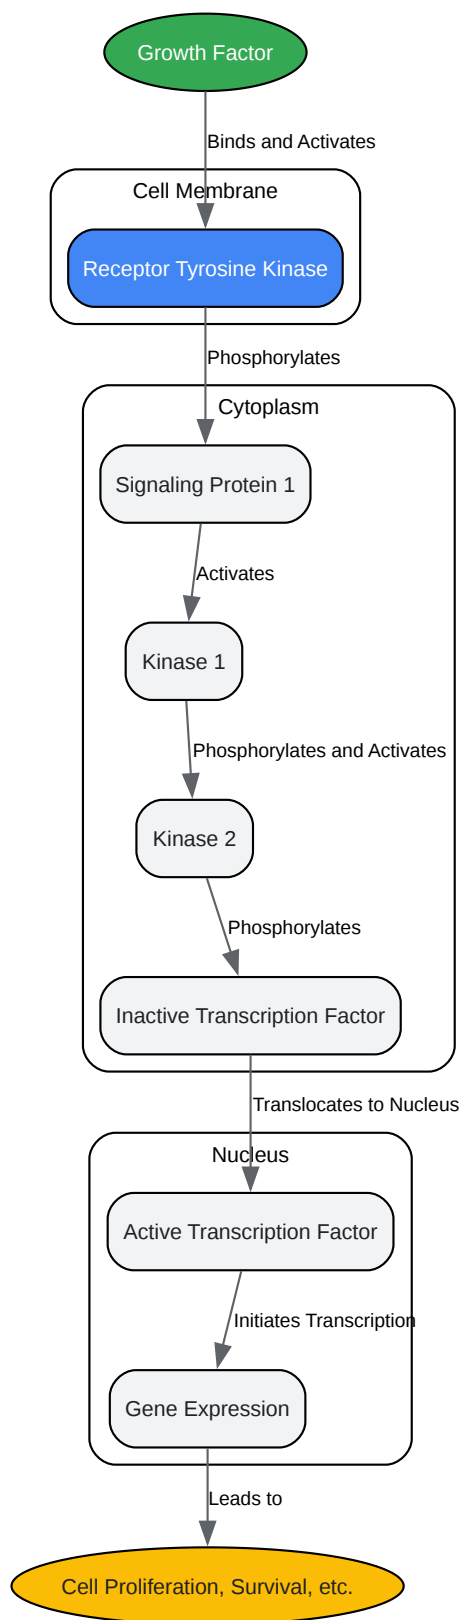 Growth Factor
Binds and Activates
Cell Membrane
Receptor Tyrosine Kinase
Phosphorylates
Cytoplasm
Signaling Protein 1
Activates
Kinase 1
Phosphorylates and Activates
Kinase 2
Phosphorylates
Inactive Transcription Factor
Translocates to Nucleus
Nucleus
Active Transcription Factor
Initiates Transcription
Gene Expression
Leads to
Cell Proliferation, Survival, etc.